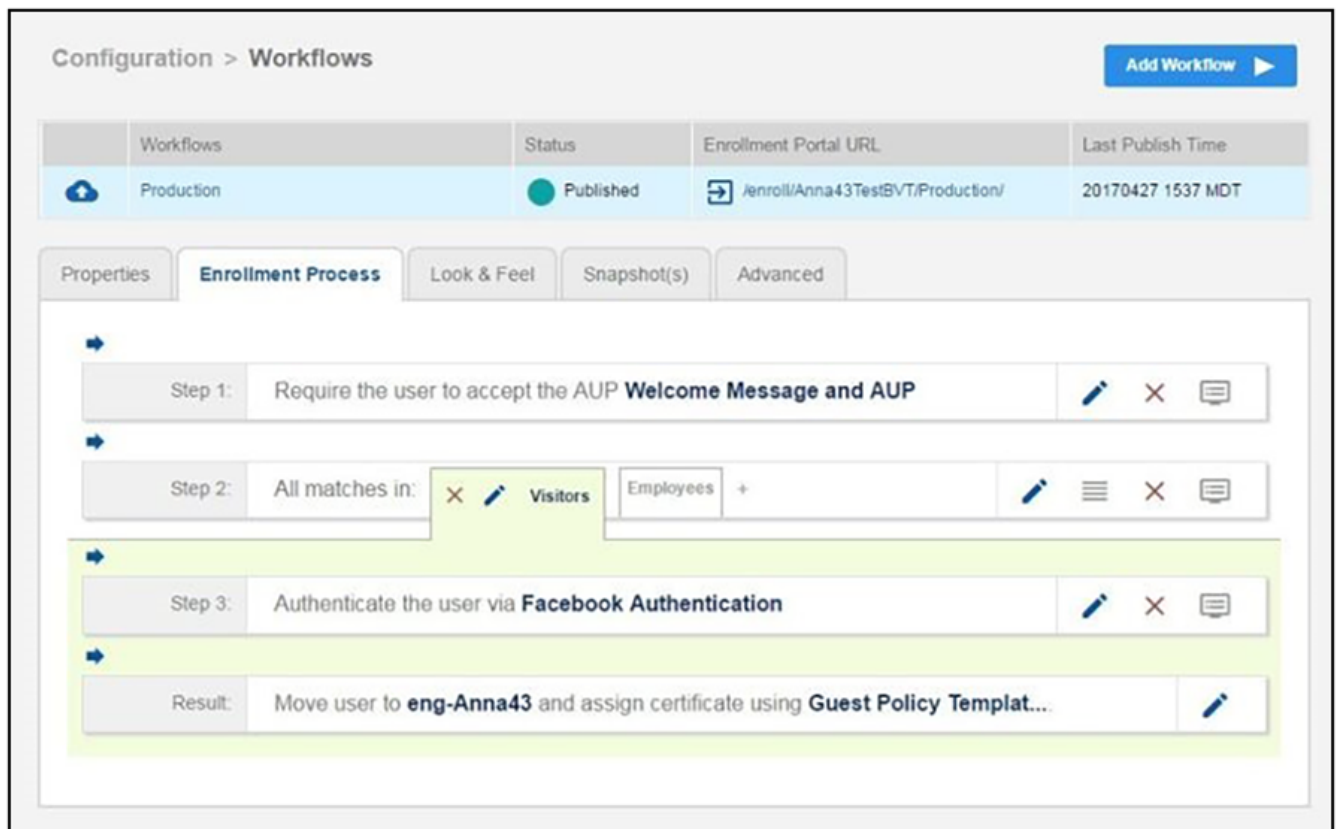 Configuration > Workflows
Add Workflow
Workflows Status Enrollment Portal URL Last Publish Time
Production Published /enroll/Anna43TestBVT/Production/ 20170427 1537 MDT
Properties Enrollment Process Look & Feel Snapshot(s) Advanced
Step 1: Require the user to accept the AUP Welcome Message and AUP
Step 2: All matches in: Visitors Employees +
Step 3: Authenticate the user via Facebook Authentication
Result: Move user to eng-Anna43 and assign certificate using Guest Policy Templat....